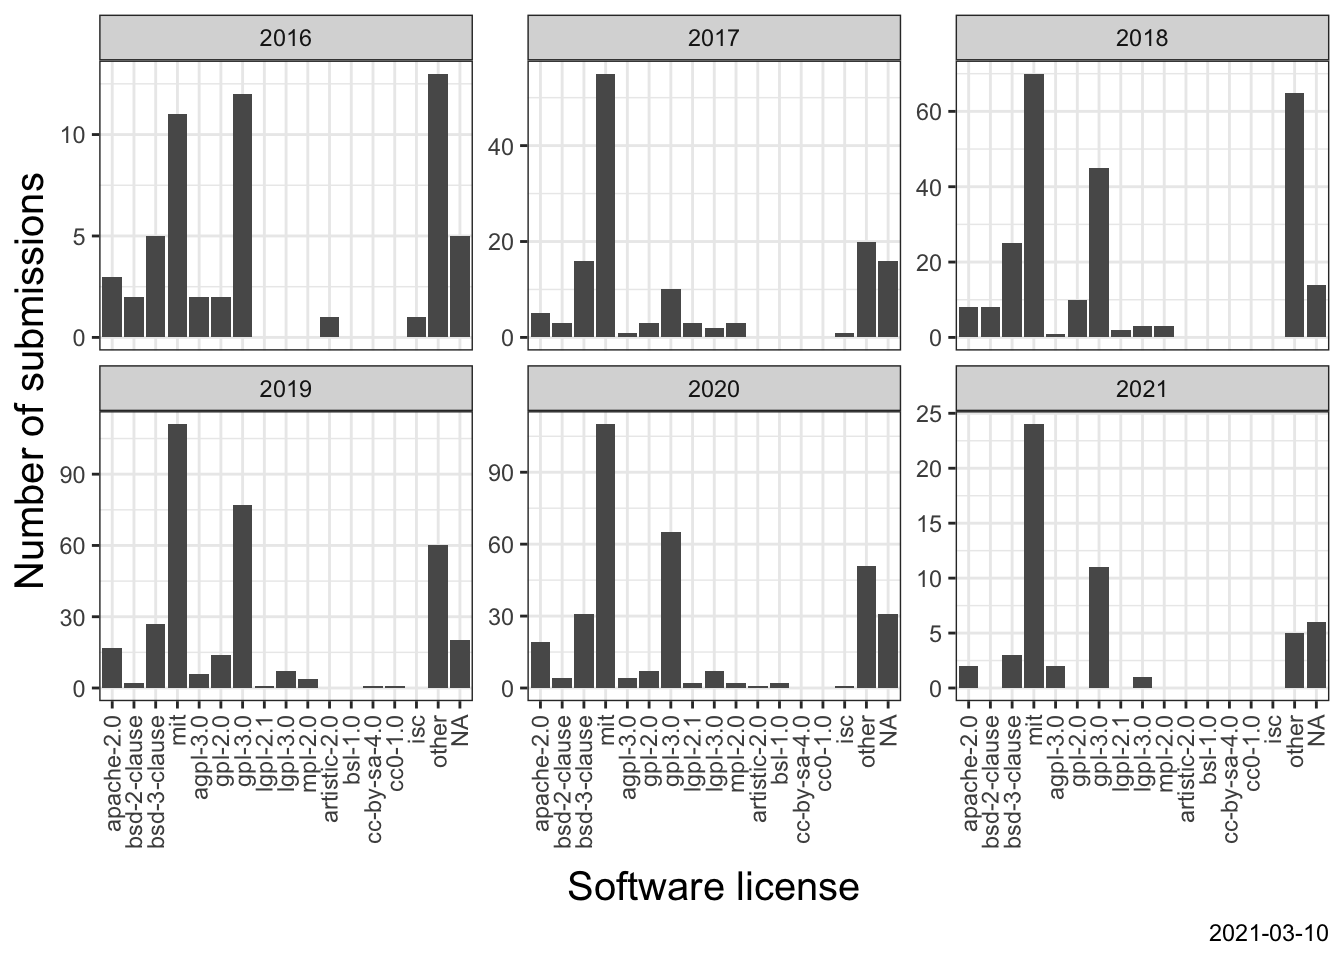 2016
2017
2018
10
5
0
40
20
0
60
40
20
0
2019
2020
2021
90
60
30
0
90
60
30
0
25
20
15
10
5
0
Number of submissions
apache-2.0
bsd-2-clause
bsd-3-clause
mit
agpl-3.0
gpl-2.0
gpl-3.0
lgpl-2.1
lgpl-3.0
mpl-2.0
artistic-2.0
bsl-1.0
cc-by-sa-4.0
cc0-1.0
isc
other
NA
apache-2.0
bsd-2-clause
bsd-3-clause
mit
agpl-3.0
gpl-2.0
gpl-3.0
lgpl-2.1
lgpl-3.0
mpl-2.0
artistic-2.0
bsl-1.0
cc-by-sa-4.0
cc0-1.0
isc
other
NA
apache-2.0
bsd-2-clause
bsd-3-clause
mit
agpl-3.0
gpl-2.0
gpl-3.0
lgpl-2.1
lgpl-3.0
mpl-2.0
artistic-2.0
bsl-1.0
cc-by-sa-4.0
cc0-1.0
isc
other
NA
Software license
2021-03-10